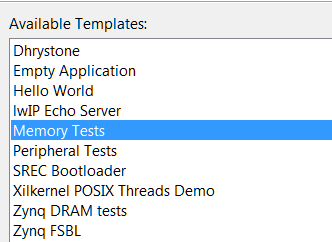 Available Templates:
Dhrystone
Empty Application
Hello World
lwIP Echo Server
Memory Tests
Peripheral Tests
SREC Bootloader
Xilkernel POSIX Threads Demo
Zynq DRAM tests
Zynq FSBL